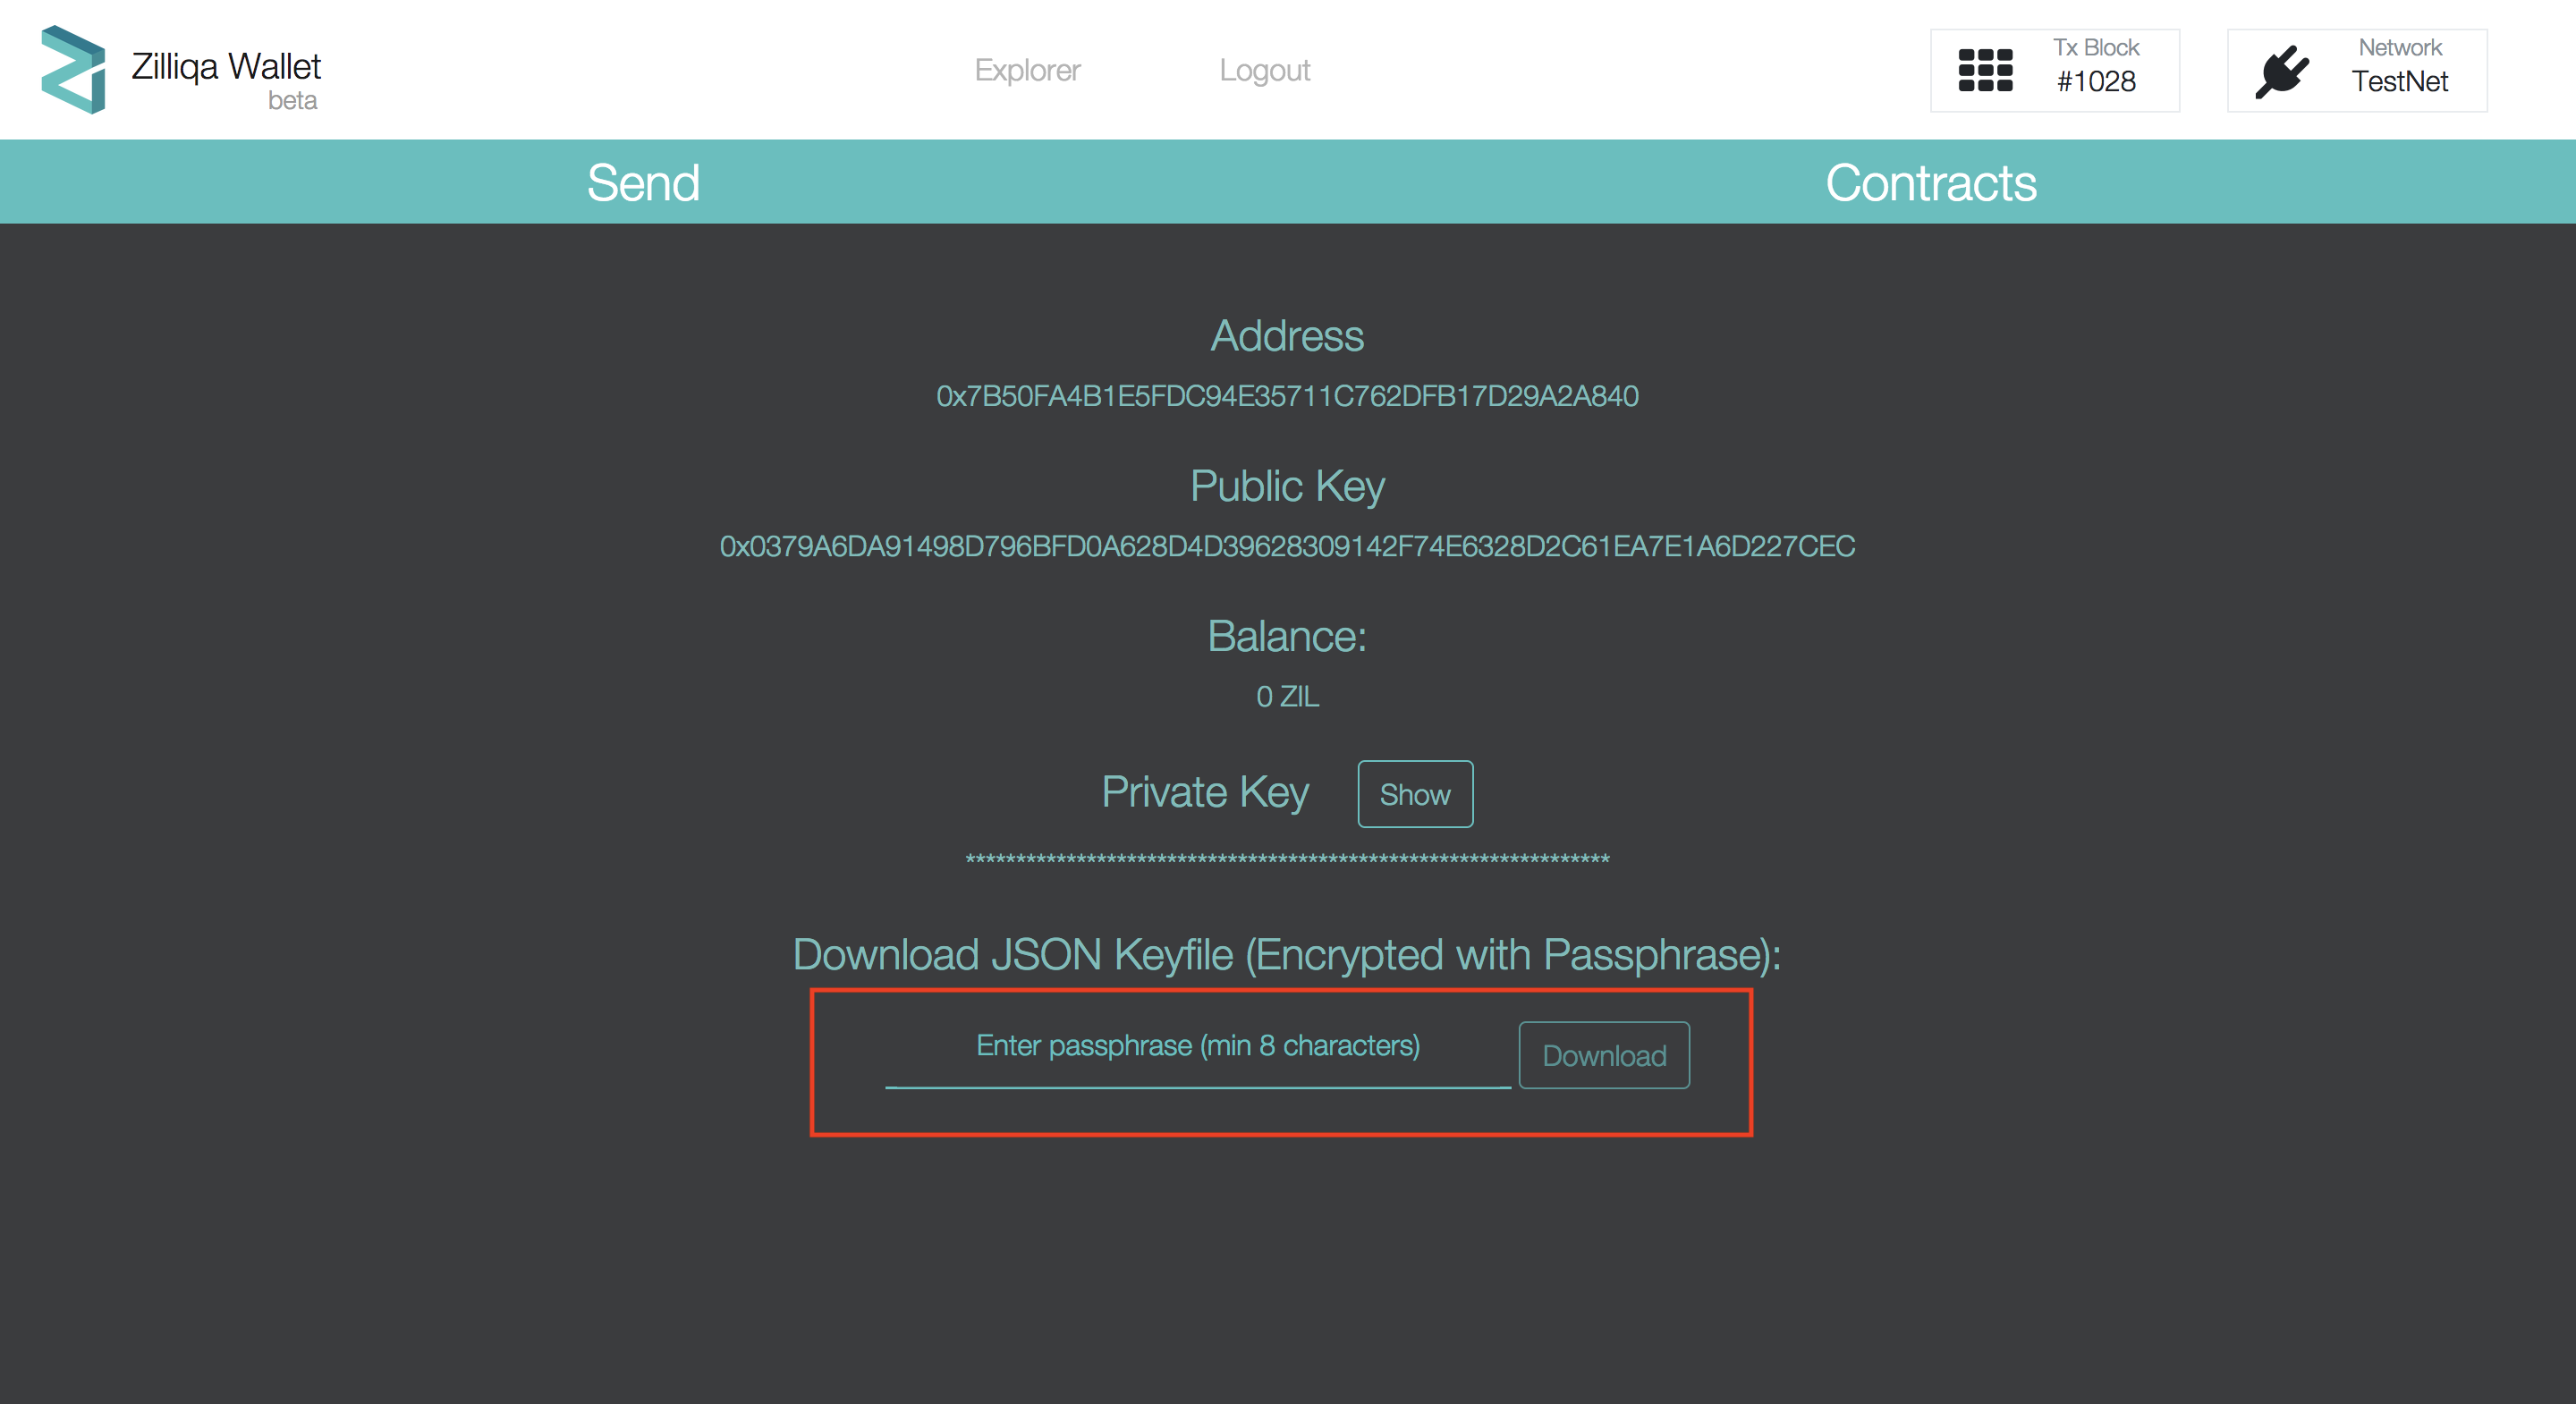 Zilliqa Wallet
beta
Explorer
Logout
Tx Block
#1028
Network
TestNet
Send
Contracts
Address
0x7B50FA4B1E5FDC94E35711C762DFB17D29A2A840
Public Key
0x0379A6DA91498D796BFD0A628D4D39628309142F74E6328D2C61EA7E1A6D227CEC
Balance:
0 ZIL
Private Key
Show
****************************************************************
Download JSON Keyfile (Encrypted with Passphrase):
Enter passphrase (min 8 characters)
Download